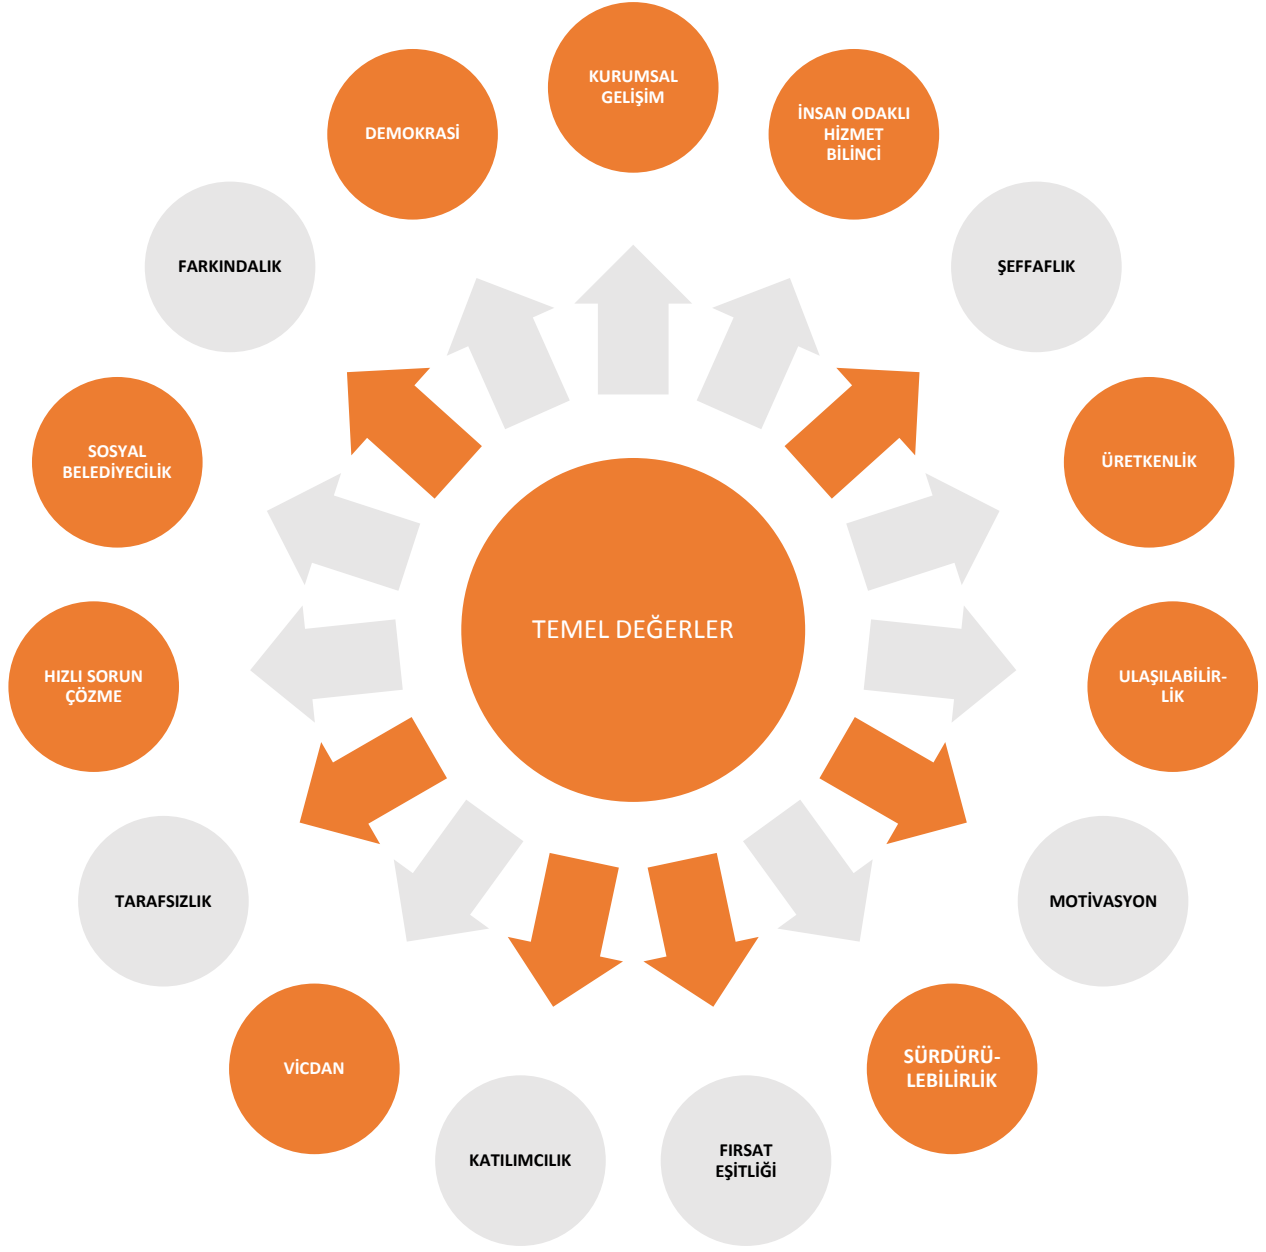 KURUMSAL
GELİŞİM
İNSAN ODAKLI
HİZMET
BİLİNCİ
ŞEFFAFLIK
ÜRETKENLİK
ULAŞILABİLİR-
LİK
MOTİVASYON
SÜRDÜRÜ-
LEBİLİRLİK
FIRSAT
EŞİTLİĞİ
KATILIMCILIK
VİCDAN
TARAFSIZLIK
HIZLI SORUN
ÇÖZME
SOSYAL
BELEDİYECİLİK
FARKINDALIK
DEMOKRASİ
TEMEL DEĞERLER